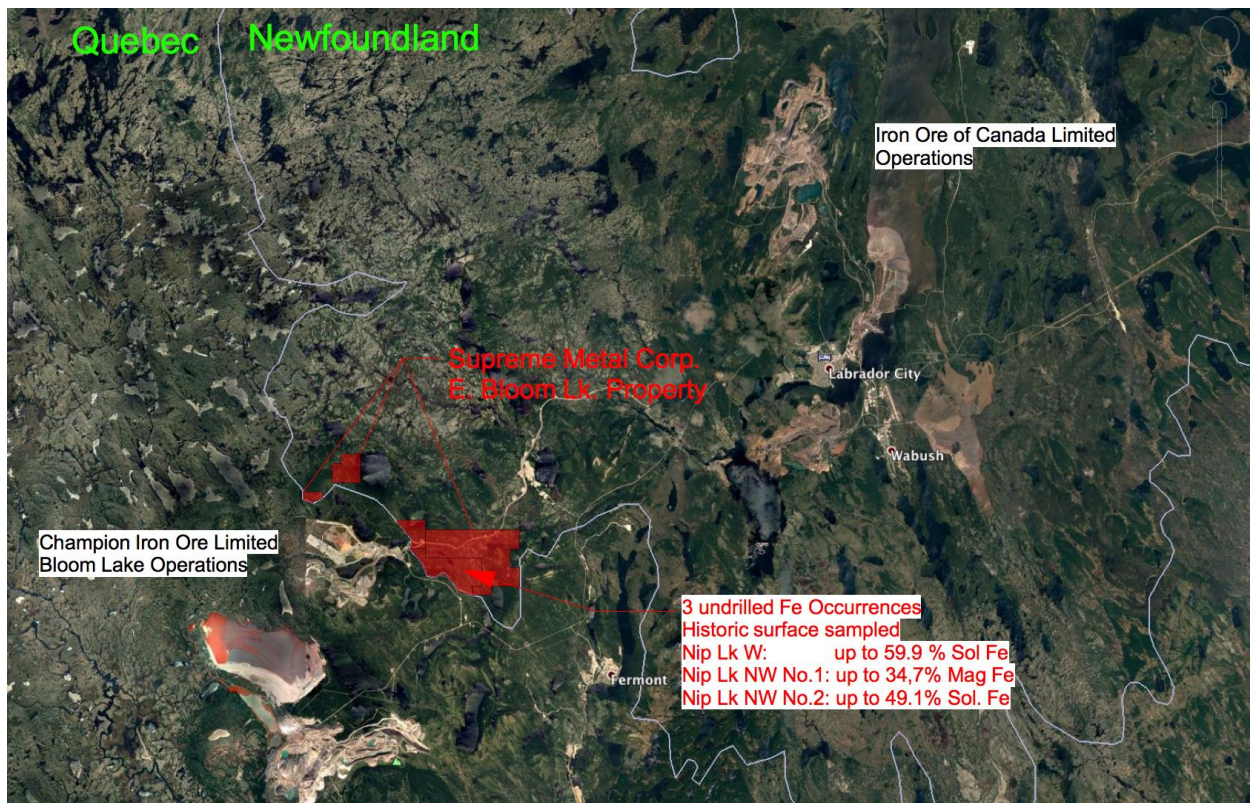 Quebec Newfoundland
Iron Ore of Canada Limited
Operations
Supreme Metal Corp.
E. Bloom Lk. Property
Labrador City
Wabush
Champion Iron Ore Limited
Bloom Lake Operations
3 undrilled Fe Occurrences
Historic surface sampled
Nip Lk W: up to 59.9 % Sol Fe
Nip Lk NW No.1: up to 34,7% Mag Fe
Nip Lk NW No.2: up to 49.1% Sol. Fe
Fermont